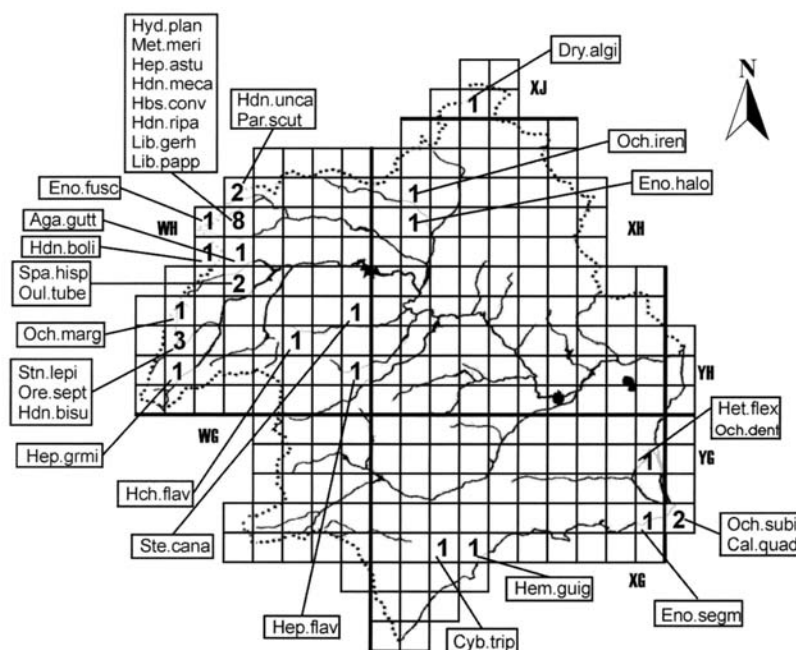 Hyd.plan
Met.meri
Hep.astu
Hdn.meca
Hbs.conv
Hdn.ripa
Lib.gerh
Lib.papp
Hdn.unca
Par.scut
Dry.algi
XJ
N
1
Och.iren
Eno.fusc
2
1
Eno.halo
WH
1
8
1
XH
Aga.gutt
Hdn.boli
1
1
Spa.hisp
Oul.tube
2
Och.marg
1
1
3
1
Stn.lepi
Ore.sept
Hdn.bisu
1
1
YH
Het.flex
Och.dent
Hep.grmi
WG
YG
1
Hch.flav
Ste.cana
1
2
Och.subi
Cal.quad
1
1
Hem.guig
XG
Eno.segm
Hep.flav
Cyb.trip